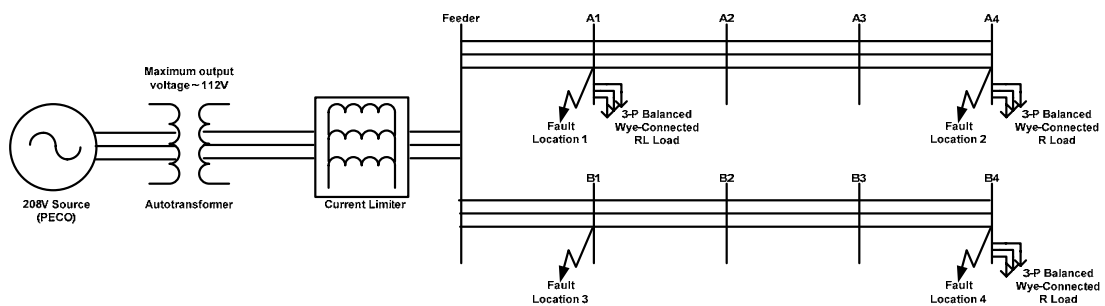 Feeder
A1
A2
A3
A4
Maximum output
voltage~112V
Fault
Location 1
3-P Balanced
Wye-Connected
RL Load
Fault
Location 2
3-P Balanced
Wye-Connected
R Load
208V Source
(PECO)
Autotransformer
Current Limiter
B1
B2
B3
B4
Fault
Location 3
Fault
Location 4
3-P Balanced
Wye-Connected
R Load